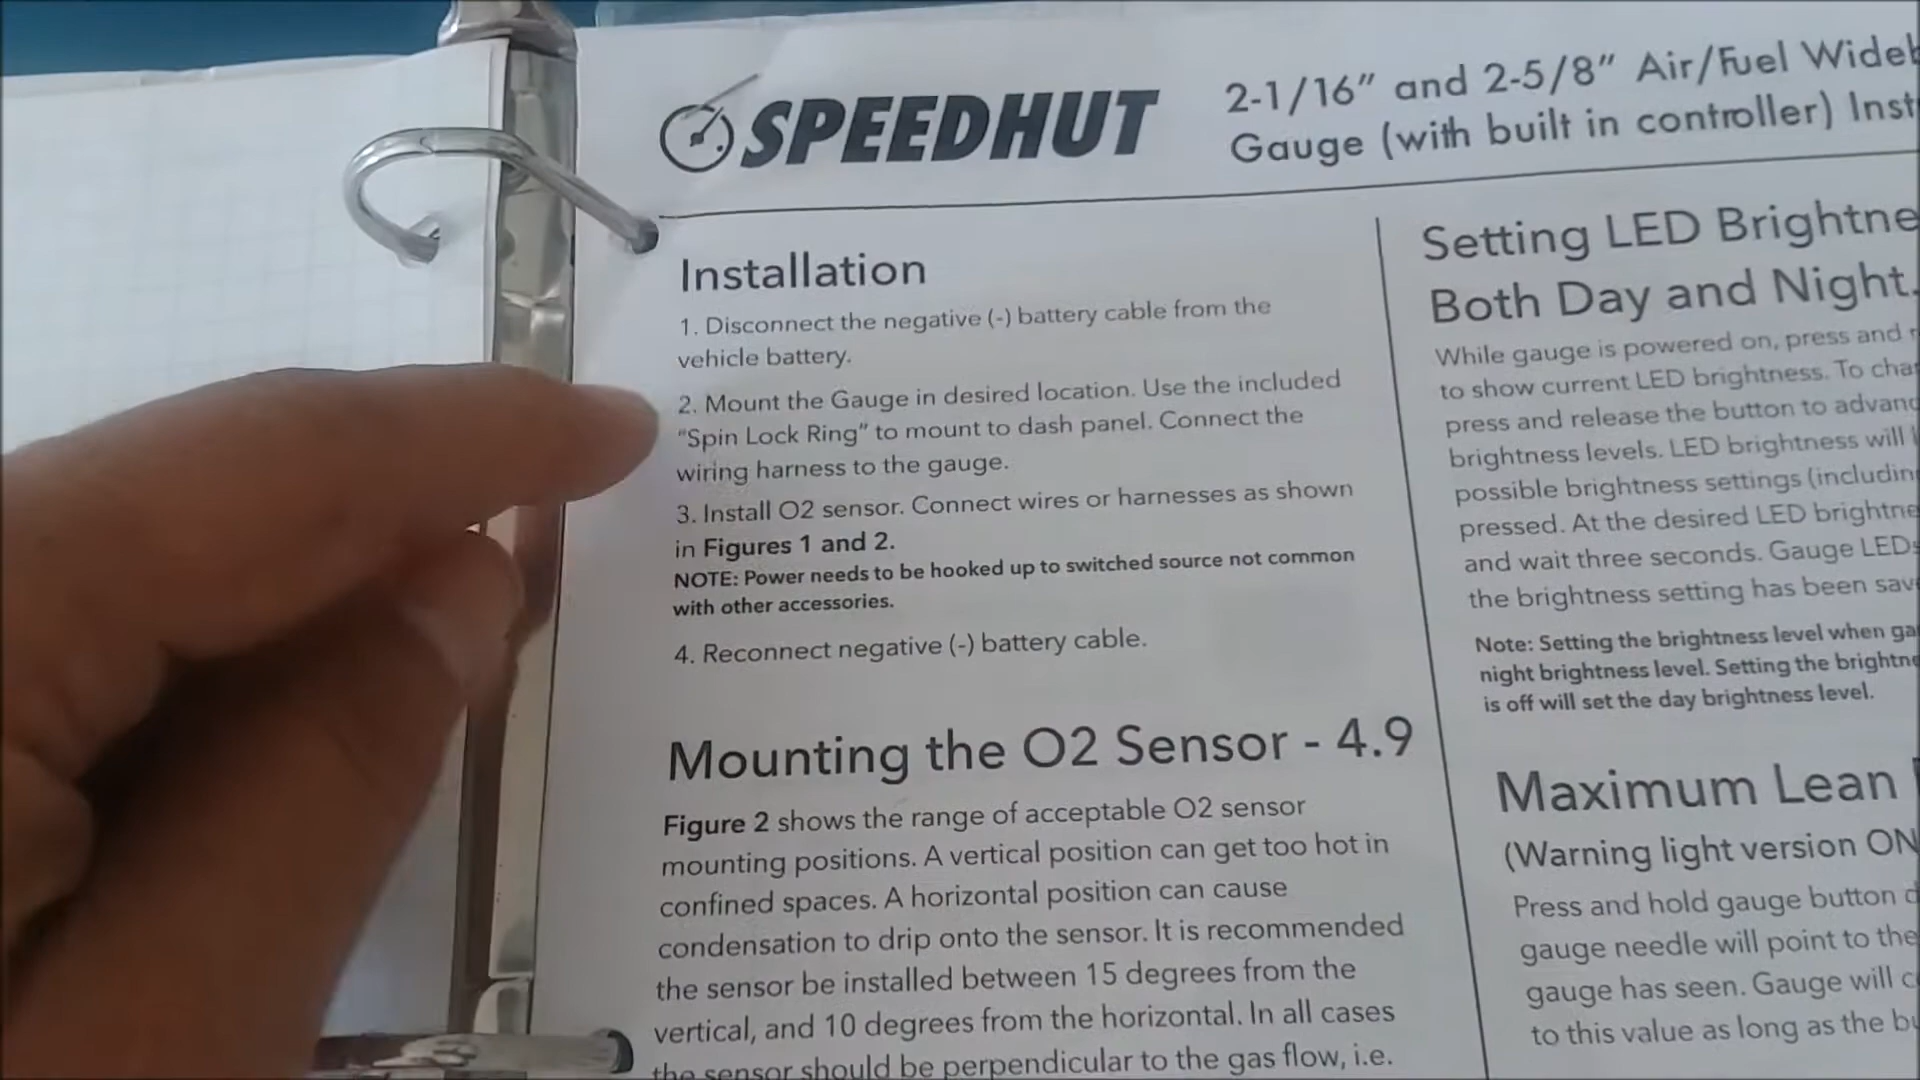 SPEEDHUT
2-1/16" and 2-5/8" Air/Fuel
Gauge (with built in controller)
Installation
1. Disconnect the negative (-) battery cable from the
vehicle battery.
2. Mount the Gauge in desired location. Use the included
"Spin Lock Ring" to mount to dash panel. Connect the
wiring harness to the gauge.
3. Install O2 sensor. Connect wires or harnesses as shown
in Figures 1 and 2.
NOTE: Power needs to be hooked up to switched source not common
with other accessories.
4. Reconnect negative (-) battery cable.
Mounting the O2 Sensor - 4.9
Figure 2 shows the range of acceptable O2 sensor
mounting positions. A vertical position can get too hot in
confined spaces. A horizontal position can cause
condensation to drip onto the sensor. It is recommended
the sensor be installed between 15 degrees from the
vertical, and 10 degrees from the horizontal. In all cases
the sensor should be perpendicular to the gas flow, i.e.
Setting LED
Both Day and Night.
While gauge is powered on, press and
to show current LED brightness. To
press and release the button to
brightness levels. LED brightness will
possible brightness settings
pressed. At the desired LED
and wait three seconds. Gauge
the brightness setting has been
Note: Setting the brightness level when
night brightness level. Setting the
is off will set the day brightness level.
Maximum Lean
(Warning light version
Press and hold gauge button
gauge needle will point to the
gauge has seen. Gauge will
to this value as long as the